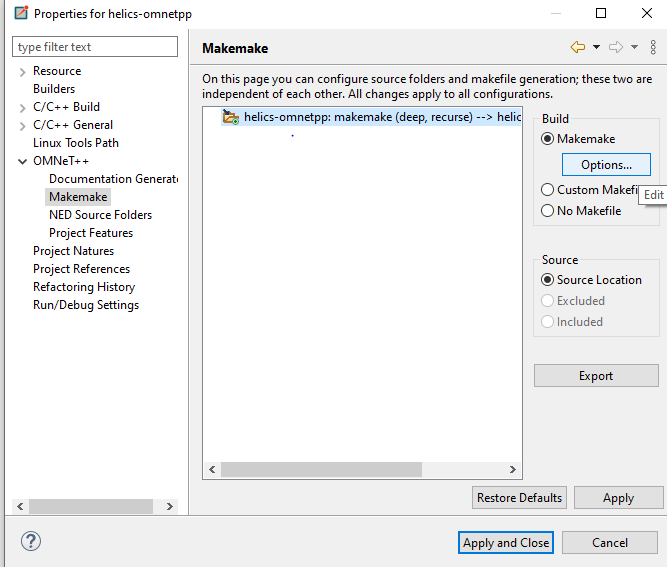 Properties for helics-omnetpp
type filter text
Resource
Builders
C/C++ Build
C/C++ General
Linux Tools Path
OMNeT++
Documentation Generato
Makemake
NED Source Folders
Project Features
Project Natures
Project References
Refactoring History
Run/Debug Settings
Makemake
On this page you can configure source folders and makefile generation; these two are
independent of each other. All changes apply to all configurations.
helics-omnetpp: makemake (deep, recurse) --> helic
Build
Makemake
Options...
Custom Makefi
Edit
No Makefile
Source
Source Location
Excluded
Included
Export
Restore Defaults
Apply
?
Apply and Close
Cancel